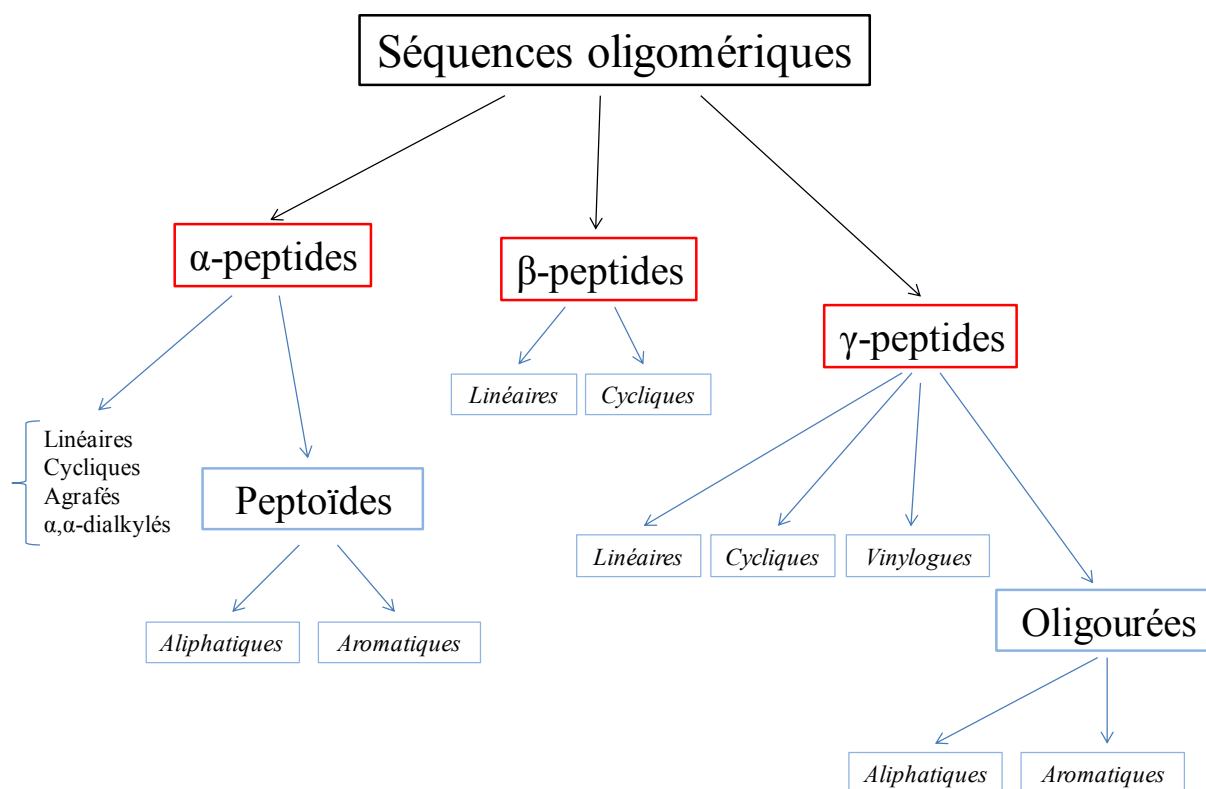 Séquences oligomériques
α-peptides
β-peptides
γ-peptides
Linéaires
Cycliques
Linéaires
Cycliques
Agrafés
α,α-dialkylés
Peptoïdes
Linéaires
Cycliques
Vinylogues
Oligourées
Aliphatiques
Aromatiques
Aliphatiques
Aromatiques